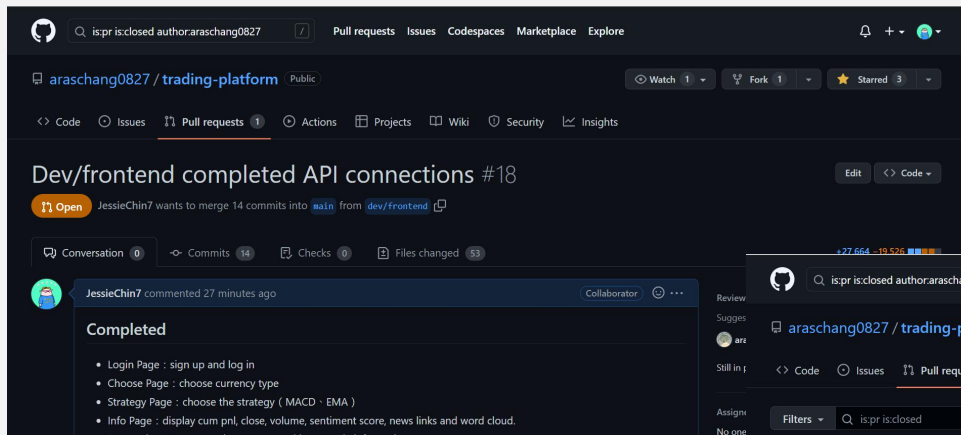 is:pr is:closed author:araschang0827 /
Pull requests Issues Codespaces Marketplace Explore
araschang0827 / trading-platform Public
Watch 1 Fork 1 Starred 3
Code Issues Pull requests 1 Actions Projects Wiki Security Insights
Dev/frontend completed API connections #18
Edit Code
Open JessieChin7 wants to merge 14 commits into main from dev/frontend
Conversation 0 Commits 14 Checks 0 Files changed 53
+27,664 −19,526
JessieChin7 commented 27 minutes ago Collaborator
Completed
• Login Page：sign up and log in
• Choose Page：choose currency type
• Strategy Page：choose the strategy（MACD、EMA）
• Info Page：display cum pnl, close, volume, sentiment score, news links and word cloud.
Review
Sugges
ara
Still in
Assign
No one
is:pr is:closed author:arascha
araschang0827 / trading-p
Code Issues Pull requ
Filters is:pr is:closed